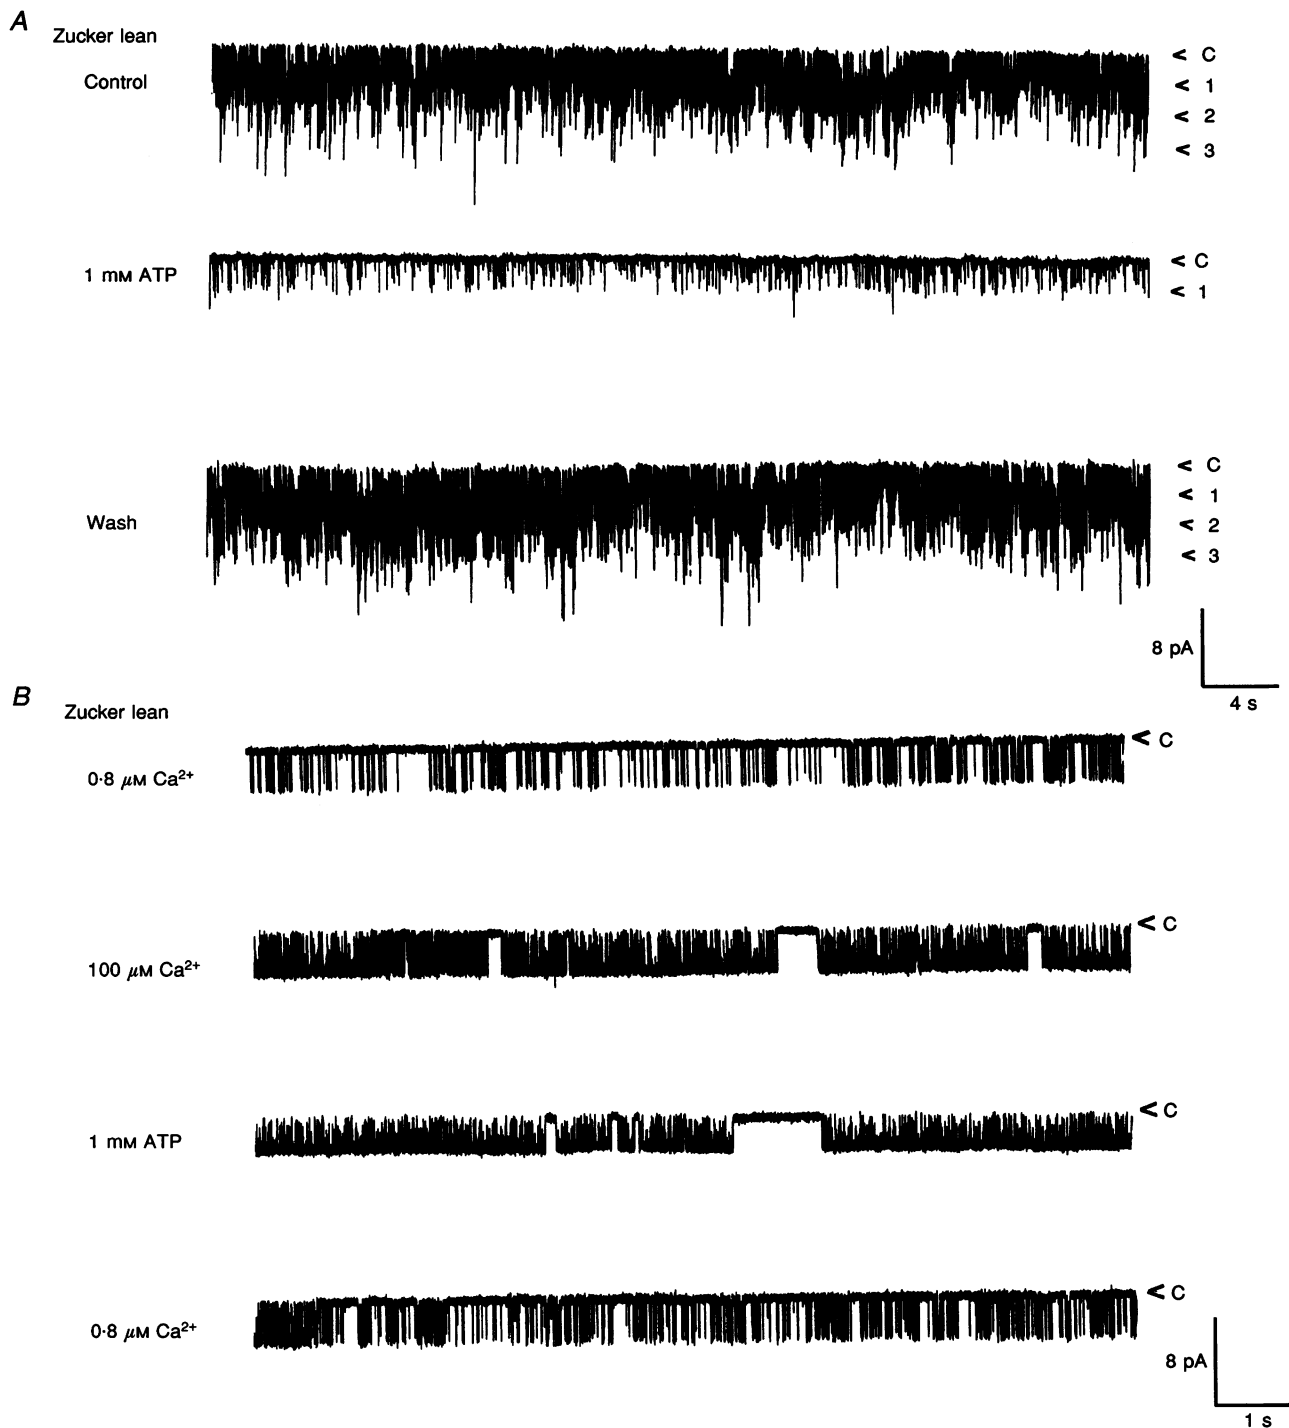 A
Zucker lean
Control
< C
< 1
< 2
< 3
1 mM ATP
< C
< 1
Wash
< C
< 1
< 2
< 3
8 pA
4 s
B
Zucker lean
0·8 μM Ca²⁺
< C
100 μM Ca²⁺
< C
1 mM ATP
< C
0·8 μM Ca²⁺
< C
8 pA
1 s